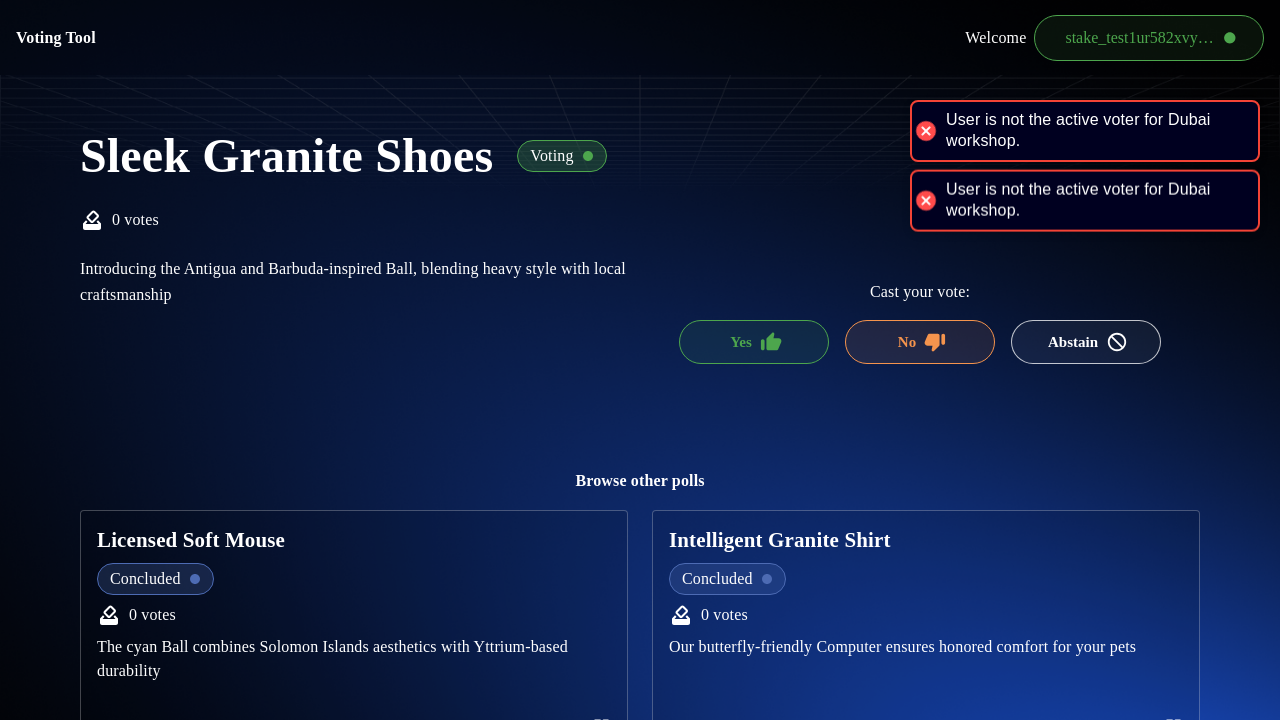 Voting Tool
Welcome
stake_test1ur582xvy…
User is not the active voter for Dubai
workshop.
User is not the active voter for Dubai
workshop.
Sleek Granite Shoes
Voting
0 votes
Introducing the Antigua and Barbuda-inspired Ball, blending heavy style with local
craftsmanship
Cast your vote:
Yes
No
Abstain
Browse other polls
Licensed Soft Mouse
Concluded
0 votes
The cyan Ball combines Solomon Islands aesthetics with Yttrium-based
durability
Intelligent Granite Shirt
Concluded
0 votes
Our butterfly-friendly Computer ensures honored comfort for your pets